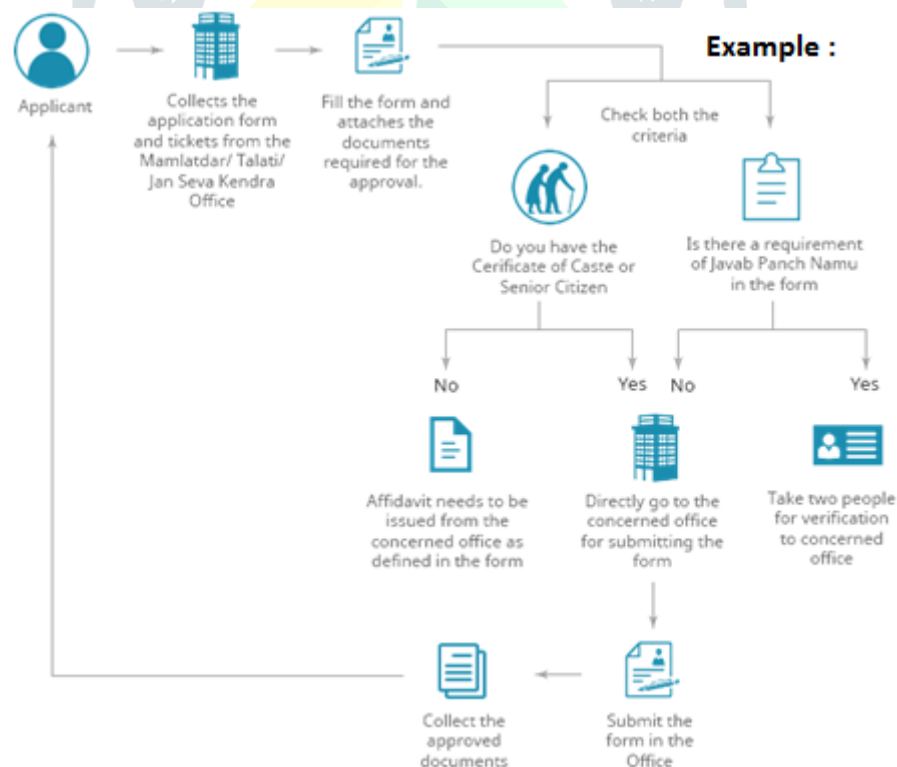 Example :
Applicant
Collects the
application form
and tickets from the
Mamlatdar/ Talati/
Jan Seva Kendra
Office
Fill the form and
attaches the
documents
required for the
approval.
Check both the
criteria
Do you have the
Cerificate of Caste or
Senior Citizen
Is there a requirement
of Javab Panch Namu
in the form
No
Yes
No
Yes
Affidavit needs to be
issued from the
concerned office as
defined in the form
Directly go to the
concerned office
for submitting the
form
Take two people
for verification
to concerned
office
Collect the
approved
documents
Submit the
form in the
Office